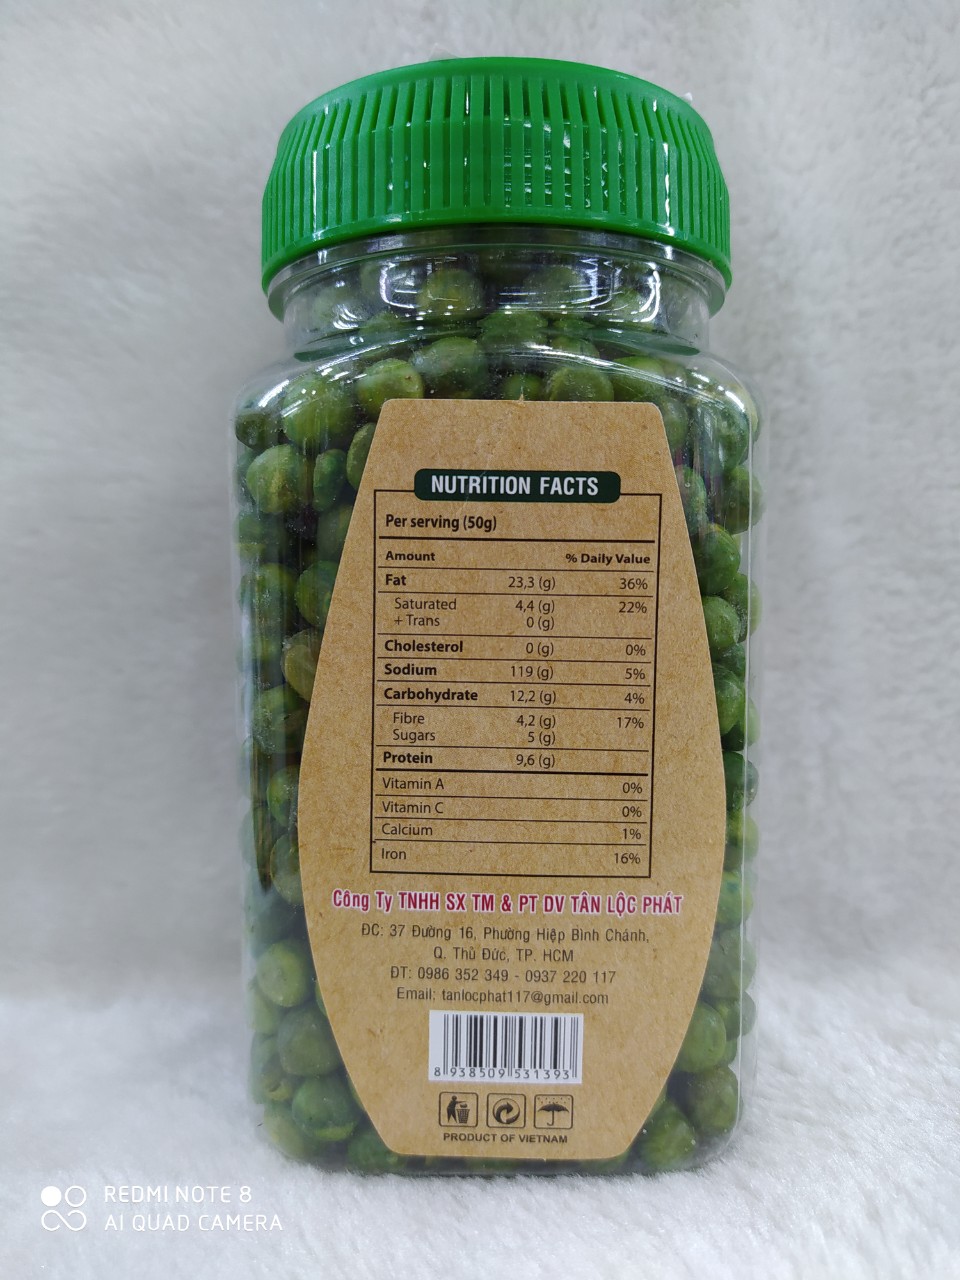 NUTRITION FACTS
Per serving (50g)
Amount % Daily Value
Fat 23,3 (g) 36%
Saturated 4,4 (g) 22%
+ Trans 0 (g)
Cholesterol 0 (g) 0%
Sodium 119 (g) 5%
Carbohydrate 12,2 (g) 4%
Fibre 4,2 (g) 17%
Sugars 5 (g)
Protein 9,6 (g)
Vitamin A 0%
Vitamin C 0%
Calcium 1%
Iron 16%
Công Ty TNHH SX TM & PT DV TÂN LỘC PHÁT
ĐC: 37 Đường 16, Phường Hiệp Bình Chánh,
Q. Thủ Đức, TP. HCM
ĐT: 0986 352 349 - 0937 220 117
Email: tanlocphat117@gmail.com
8 938509 531393
PRODUCT OF VIETNAM
REDMI NOTE 8
AI QUAD CAMERA